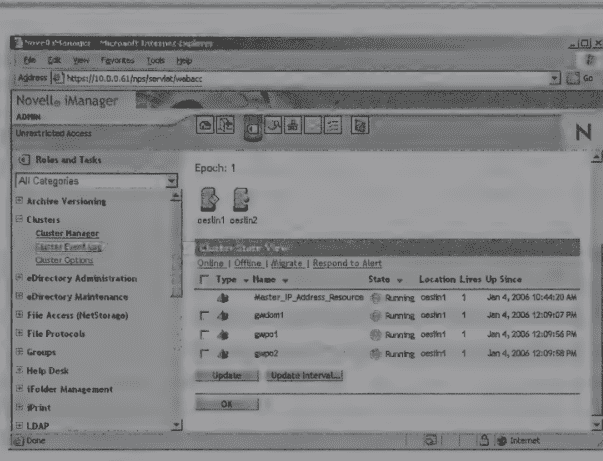 Novell iManager - Microsoft Internet Explorer
File Edit View Favorites Tools Help
Address https://10.0.0.61/nps/servlet/webacc Go
Novell® iManager
ADMIN
Unrestricted Access
N
Roles and Tasks
All Categories
Archive Versioning
Clusters
Cluster Manager
Cluster Event Log
Cluster Options
eDirectory Administration
eDirectory Maintenance
File Access (NetStorage)
File Protocols
Groups
Help Desk
iFolder Management
iPrint
LDAP
Epoch: 1
oeslin1 oeslin2
Cluster State View
Online | Offline | Migrate | Respond to Alert
Type Name State Location Lives Up Since
Master_IP_Address_Resource Running oeslin1 1 Jan 4, 2006 10:44:20 AM
gwdom1 Running oeslin1 1 Jan 4, 2006 12:09:07 PM
gwpo1 Running oeslin1 1 Jan 4, 2006 12:09:56 PM
gwpo2 Running oeslin1 1 Jan 4, 2006 12:09:58 PM
Update Update Interval...
OK
Done Internet